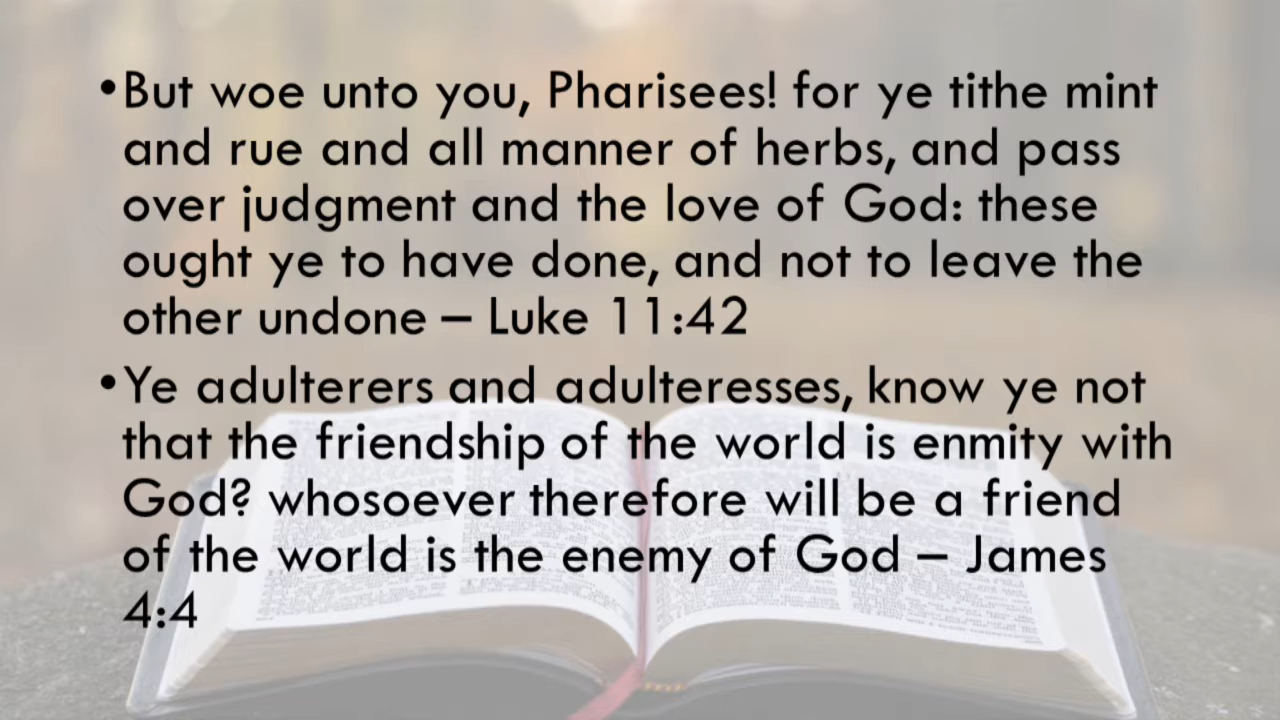 •But woe unto you, Pharisees! for ye tithe mint
and rue and all manner of herbs, and pass
over judgment and the love of God: these
ought ye to have done, and not to leave the
other undone – Luke 11:42
•Ye adulterers and adulteresses, know ye not
that the friendship of the world is enmity with
God? whosoever therefore will be a friend
of the world is the enemy of God – James
4:4